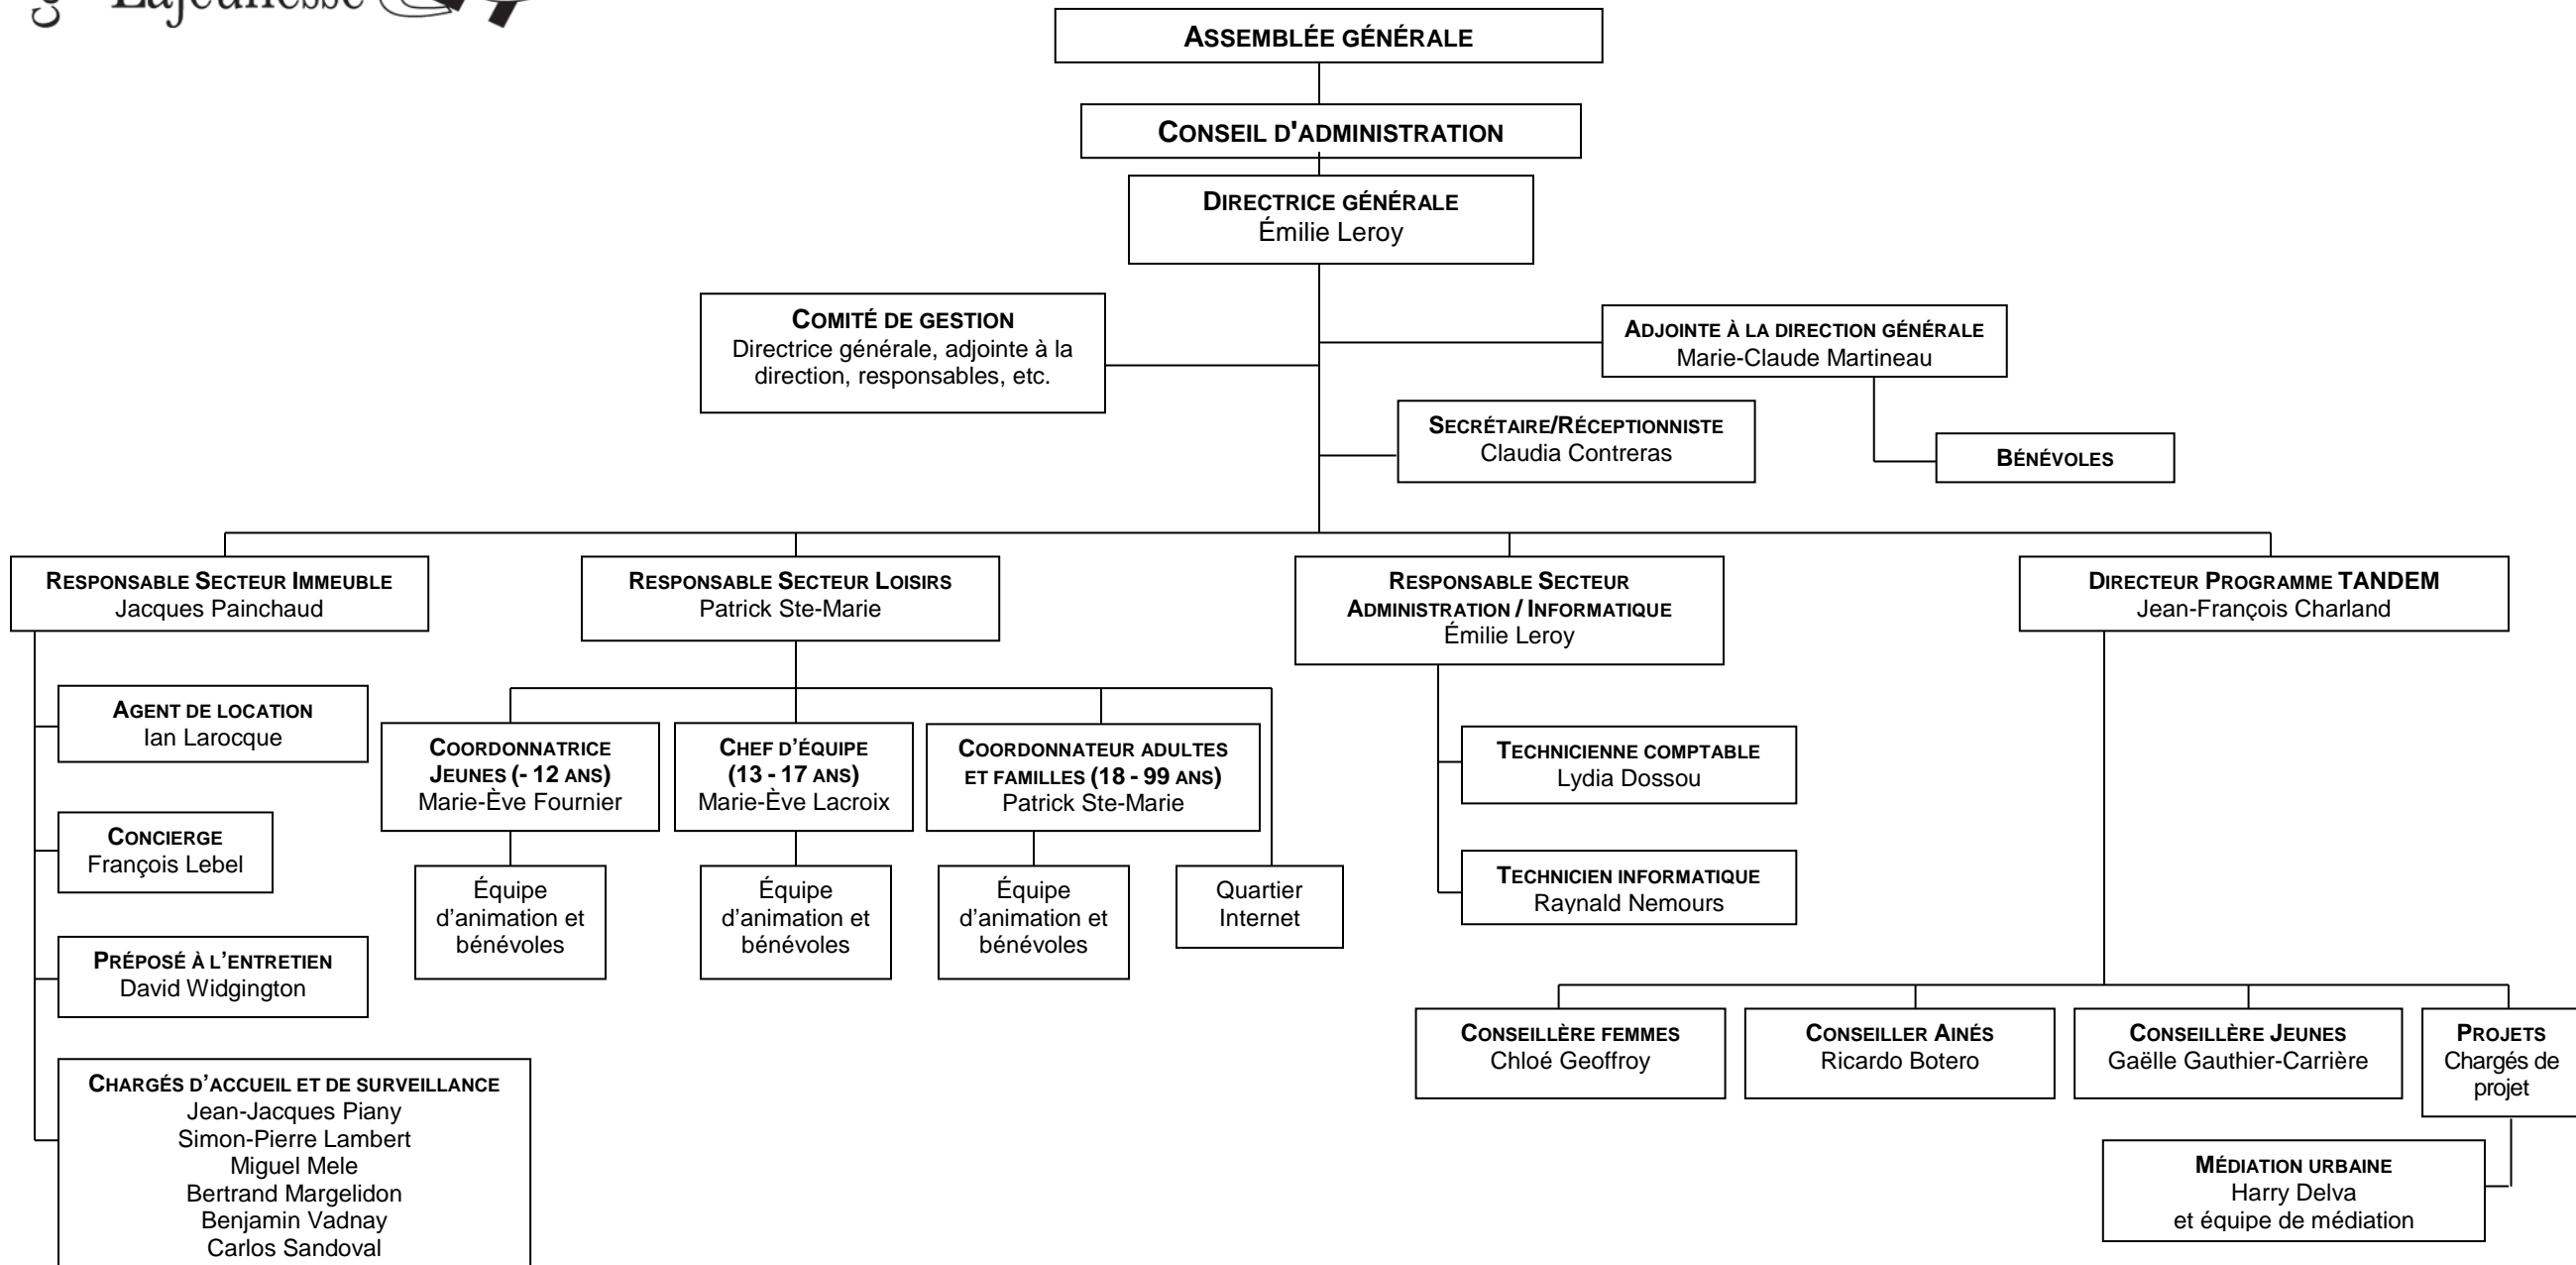 Lajeunesse
ASSEMBLÉE GÉNÉRALE
CONSEIL D'ADMINISTRATION
DIRECTRICE GÉNÉRALE
Émilie Leroy
COMITÉ DE GESTION
Directrice générale, adjointe à la
direction, responsables, etc.
ADJOINTE À LA DIRECTION GÉNÉRALE
Marie-Claude Martineau
SECRÉTAIRE/RÉCEPTIONNISTE
Claudia Contreras
BÉNÉVOLES
RESPONSABLE SECTEUR IMMEUBLE
Jacques Painchaud
RESPONSABLE SECTEUR LOISIRS
Patrick Ste-Marie
RESPONSABLE SECTEUR
ADMINISTRATION / INFORMATIQUE
Émilie Leroy
DIRECTEUR PROGRAMME TANDEM
Jean-François Charland
AGENT DE LOCATION
Ian Larocque
CONCIERGE
François Lebel
PRÉPOSÉ À L’ENTRETIEN
David Widgington
CHARGÉS D’ACCUEIL ET DE SURVEILLANCE
Jean-Jacques Piany
Simon-Pierre Lambert
Miguel Mele
Bertrand Margelidon
Benjamin Vadnay
Carlos Sandoval
COORDONNATRICE
JEUNES (- 12 ANS)
Marie-Ève Fournier
Équipe
d’animation et
bénévoles
CHEF D’ÉQUIPE
(13 - 17 ANS)
Marie-Ève Lacroix
Équipe
d’animation et
bénévoles
COORDONNATEUR ADULTES
ET FAMILLES (18 - 99 ANS)
Patrick Ste-Marie
Équipe
d’animation et
bénévoles
Quartier
Internet
TECHNICIENNE COMPTABLE
Lydia Dossou
TECHNICIEN INFORMATIQUE
Raynald Nemours
CONSEILLÈRE FEMMES
Chloé Geoffroy
CONSEILLER AINÉS
Ricardo Botero
CONSEILLÈRE JEUNES
Gaëlle Gauthier-Carrière
PROJETS
Chargés de
projet
MÉDIATION URBAINE
Harry Delva
et équipe de médiation